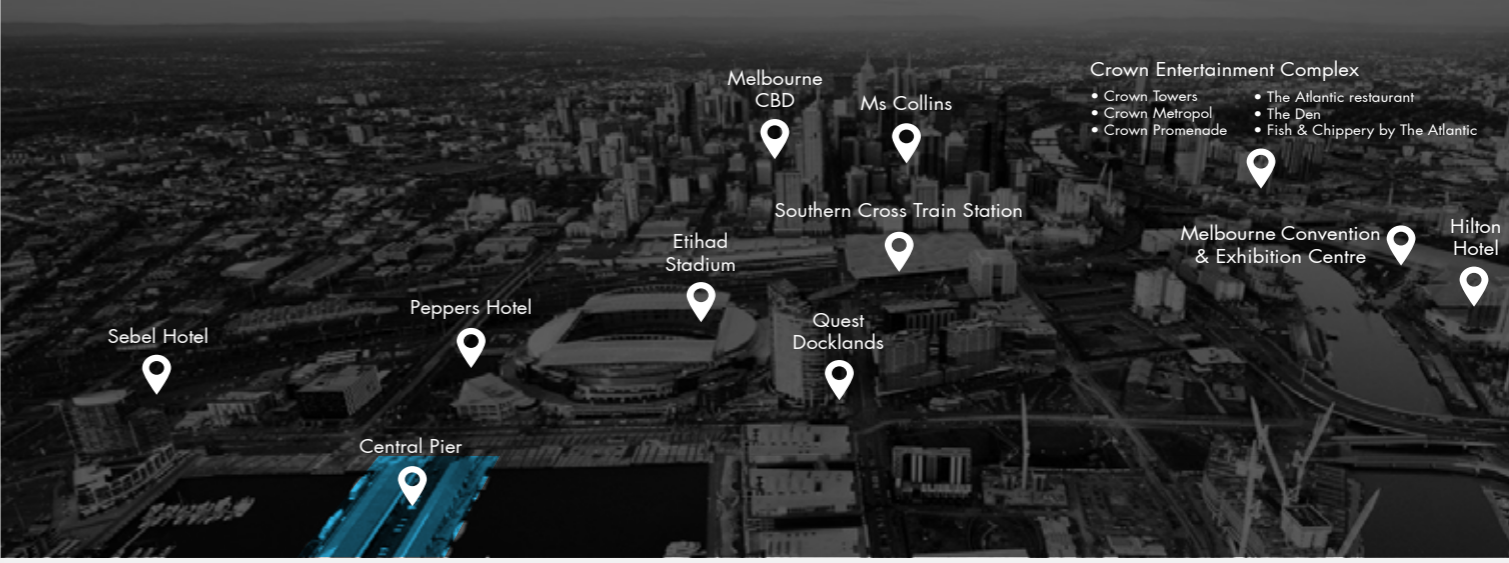 Crown Entertainment Complex
• Crown Towers
• Crown Metropol
• Crown Promenade
• The Atlantic restaurant
• The Den
• Fish & Chippery by The Atlantic
Melbourne
CBD
Ms Collins
Southern Cross Train Station
Melbourne Convention
& Exhibition Centre
Hilton
Hotel
Etihad
Stadium
Peppers Hotel
Quest
Docklands
Sebel Hotel
Central Pier